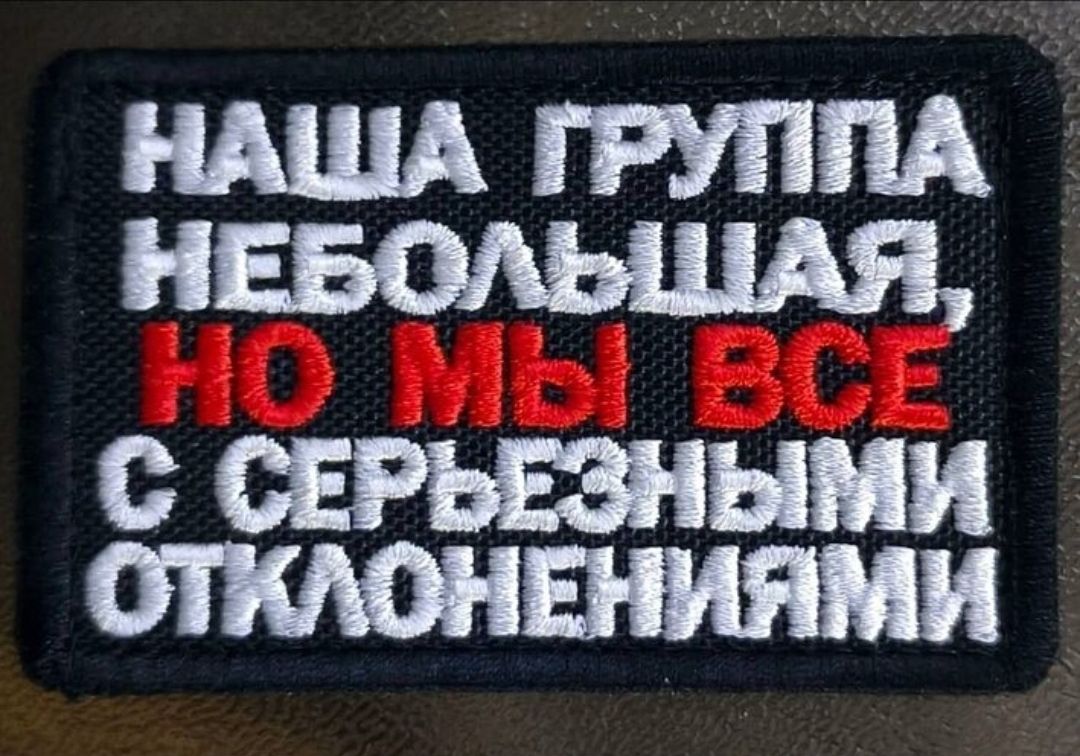 НАША ГРУППА
НЕБОЛЬШАЯ,
НО МЫ ВСЕ
С СЕРЬЕЗНЫМИ
ОТКЛОНЕНИЯМИ